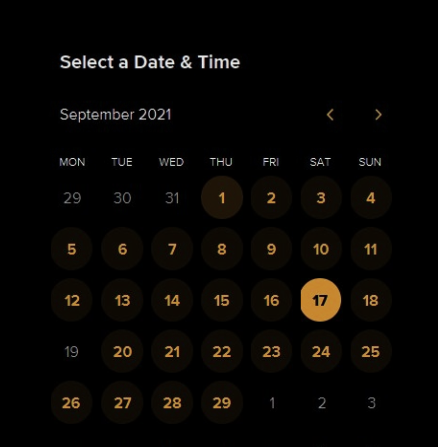 Select a Date & Time
September 2021
MON TUE WED THU FRI SAT SUN
29 30 31 1 2 3 4
5 6 7 8 9 10 11
12 13 14 15 16 17 18
19 20 21 22 23 24 25
26 27 28 29 1 2 3